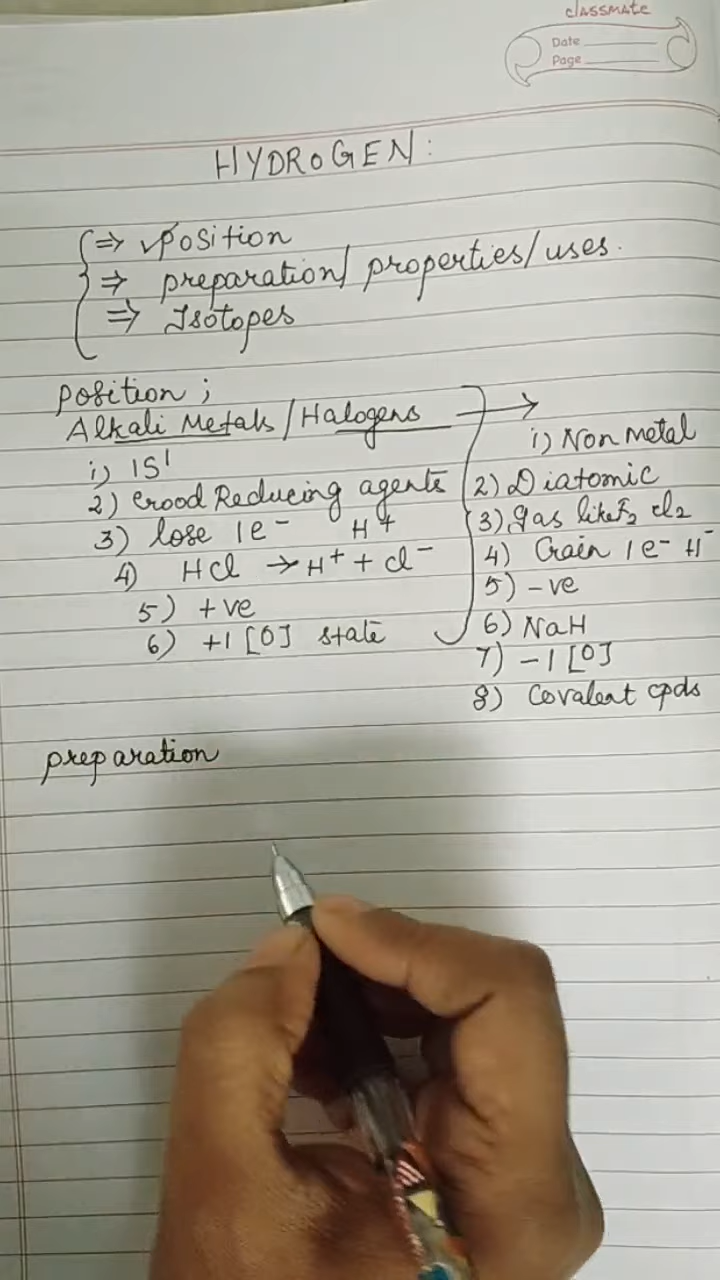 classmate
Date
Page
HYDROGEN:
⇒ ✓Position
⇒ preparation/ properties/uses.
⇒ Isotopes
position ;
Alkali Metals / Halogens →
i) 1S¹
2) Good Reducing agents
3) lose 1e⁻ H⁺
4) HCl → H⁺ + Cl⁻
5) +ve
6) +1 [O] state
i) Non metal
2) Diatomic
3) gas like F₂ Cl₂
4) Gain 1e⁻ H⁻
5) -ve
6) NaH
7) -1 [O]
8) Covalent cpds
preparation